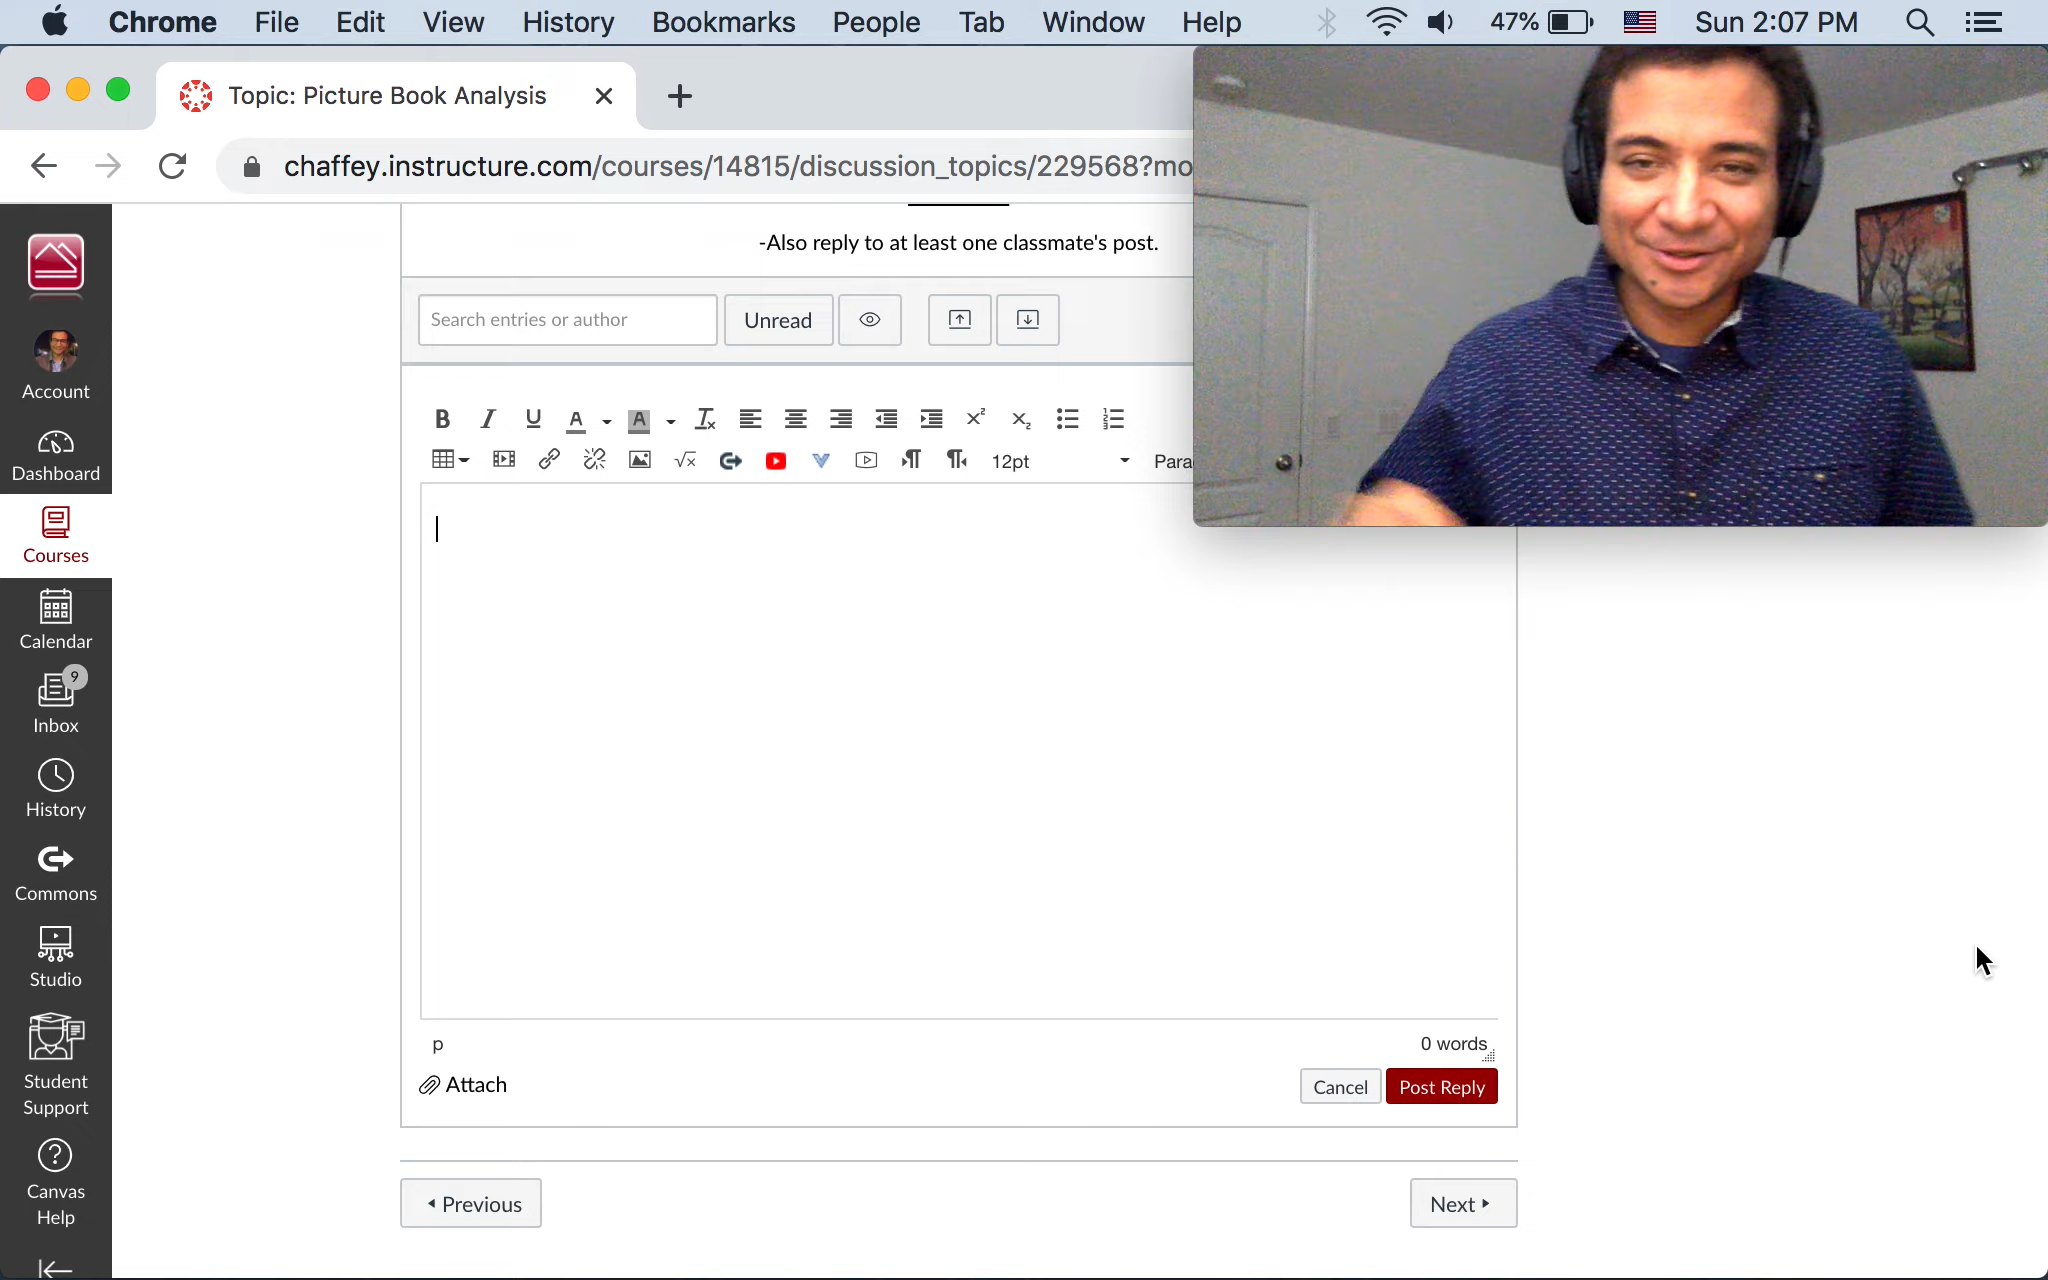 Chrome File Edit View History Bookmarks People Tab Window Help 47% Sun 2:07 PM
Topic: Picture Book Analysis
chaffey.instructure.com/courses/14815/discussion_topics/229568?mo
-Also reply to at least one classmate's post.
Search entries or author Unread
Account
B I U A A Tx x² x₂
12pt Para
Dashboard
Courses
Calendar
9
Inbox
History
Commons
Studio
p 0 words
Attach Cancel Post Reply
Student
Support
Canvas
Help
Previous Next